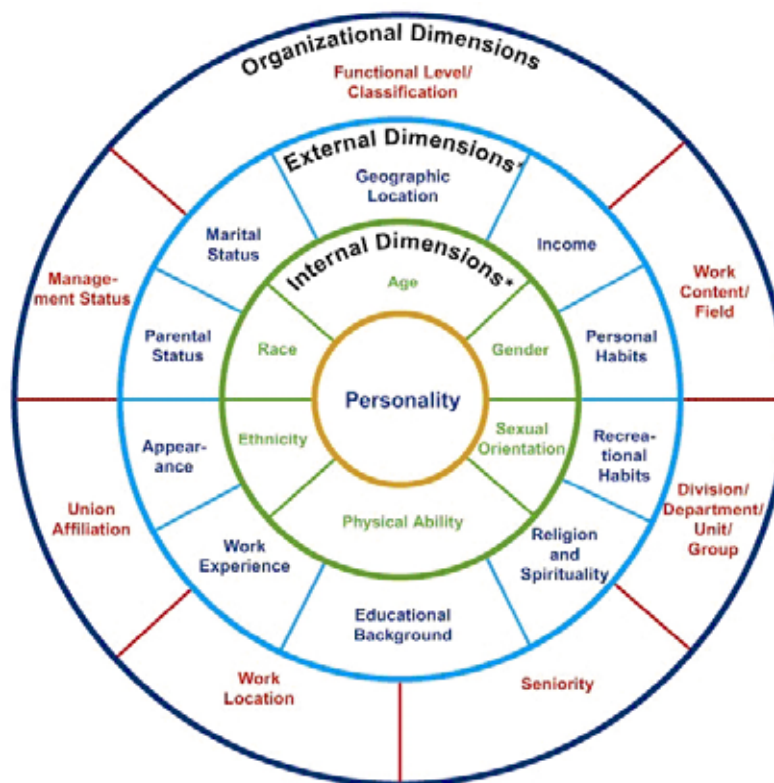 Organizational Dimensions
Functional Level/
Classification
External Dimensions*
Geographic
Location
Marital
Status
Income
Internal Dimensions*
Age
Manage-
ment Status
Work
Content/
Field
Parental
Status
Race
Gender
Personal
Habits
Personality
Appear-
ance
Ethnicity
Sexual
Orientation
Recrea-
tional
Habits
Union
Affiliation
Division/
Department/
Unit/
Group
Physical Ability
Work
Experience
Religion
and
Spirituality
Educational
Background
Work
Location
Seniority